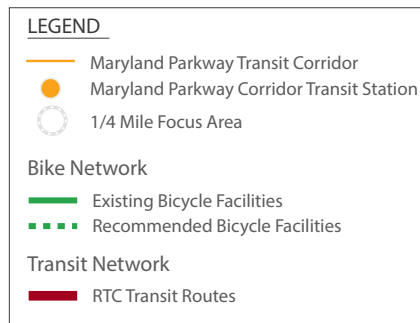 LEGEND
Maryland Parkway Transit Corridor
Maryland Parkway Corridor Transit Station
1/4 Mile Focus Area
Bike Network
Existing Bicycle Facilities
Recommended Bicycle Facilities
Transit Network
RTC Transit Routes